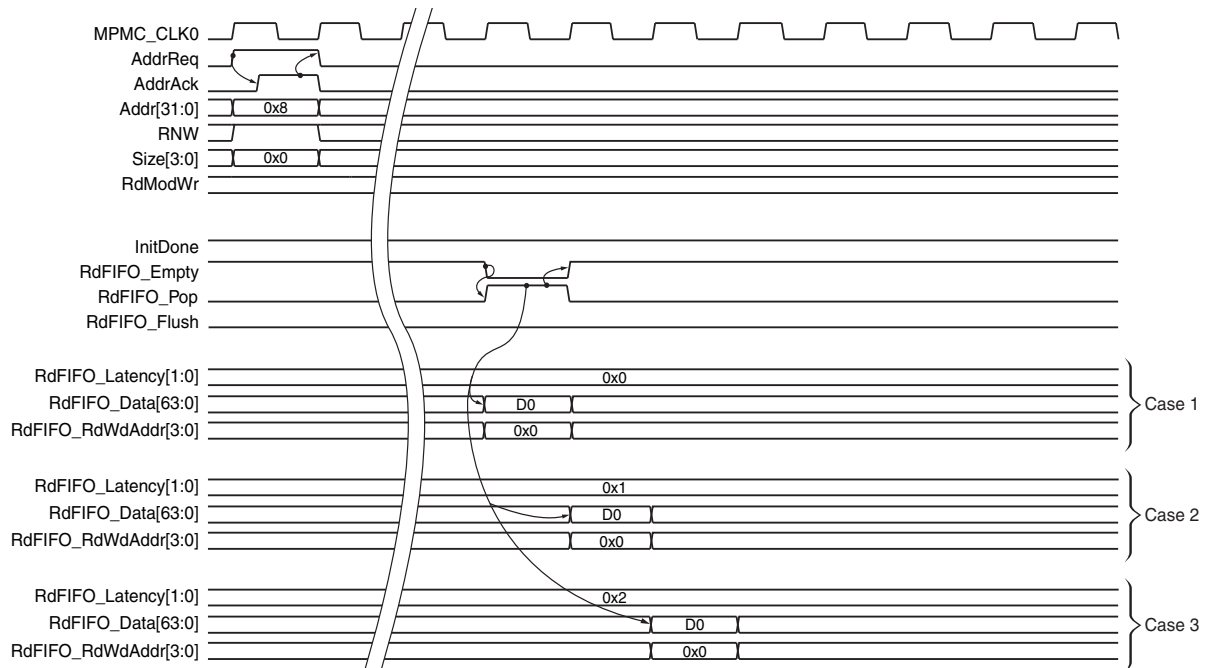 MPMC_CLK0
AddrReq
AddrAck
Addr[31:0] 0x8
RNW
Size[3:0] 0x0
RdModWr
InitDone
RdFIFO_Empty
RdFIFO_Pop
RdFIFO_Flush
RdFIFO_Latency[1:0] 0x0
RdFIFO_Data[63:0] D0 Case 1
RdFIFO_RdWdAddr[3:0] 0x0
RdFIFO_Latency[1:0] 0x1
RdFIFO_Data[63:0] D0 Case 2
RdFIFO_RdWdAddr[3:0] 0x0
RdFIFO_Latency[1:0] 0x2
RdFIFO_Data[63:0] D0 Case 3
RdFIFO_RdWdAddr[3:0] 0x0